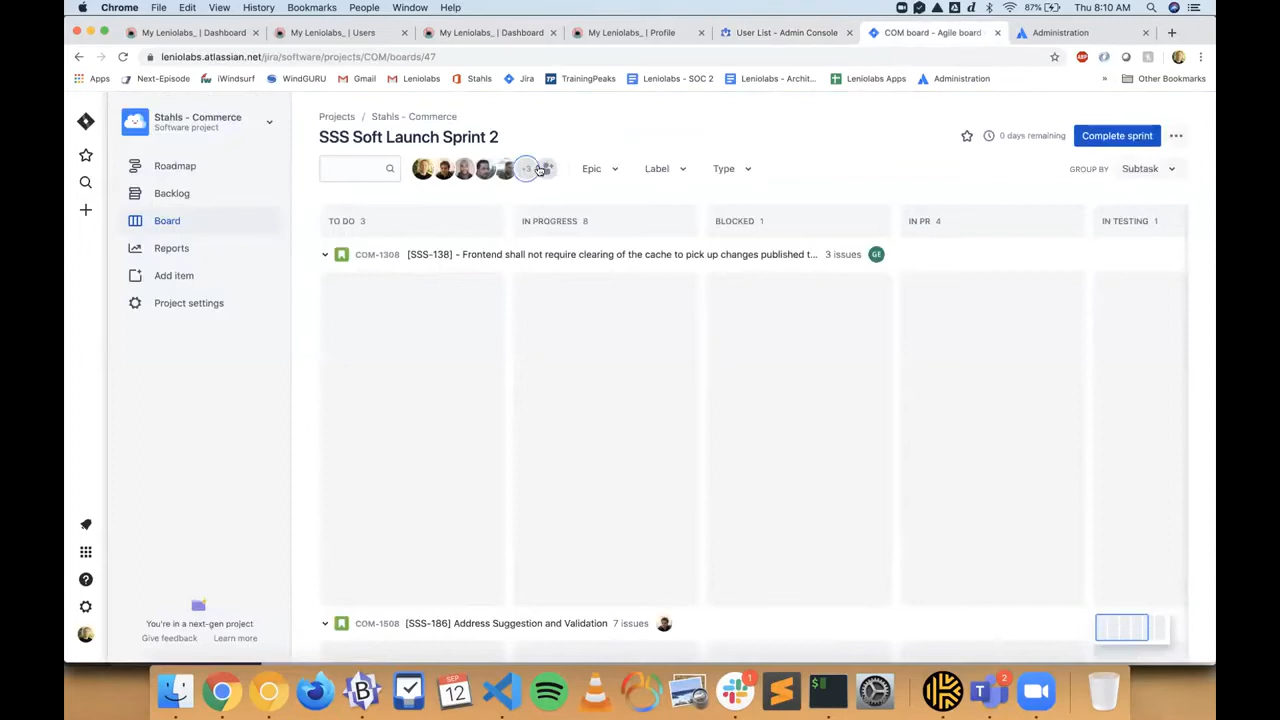 Chrome File Edit View History Bookmarks People Window Help
87% Thu 8:10 AM
My Leniolabs_ | Dashboard
My Leniolabs_ | Users
My Leniolabs_ | Dashboard
My Leniolabs_ | Profile
User List - Admin Console
COM board - Agile board
Administration
leniolabs.atlassian.net/jira/software/projects/COM/boards/47
Apps Next-Episode iWindsurf WindGURU Gmail Leniolabs Stahls Jira TrainingPeaks Leniolabs - SOC 2 Leniolabs - Archit... Leniolabs Apps Administration » Other Bookmarks
Stahls - Commerce
Software project
Roadmap
Backlog
Board
Reports
Add item
Project settings
You're in a next-gen project
Give feedback Learn more
Projects / Stahls - Commerce
SSS Soft Launch Sprint 2
0 days remaining
Complete sprint
+3
Epic Label Type
GROUP BY Subtask
TO DO 3 IN PROGRESS 8 BLOCKED 1 IN PR 4 IN TESTING 1
COM-1308 [SSS-138] - Frontend shall not require clearing of the cache to pick up changes published t... 3 issues GE
COM-1508 [SSS-186] Address Suggestion and Validation 7 issues
SEP
12
1
2